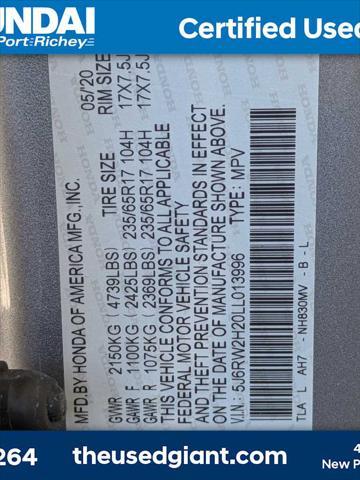 HYUNDAI
Port Richey
Certified Used
MFD.BY HONDA OF AMERICA MFG.,INC. 05/'20
TIRE SIZE RIM SIZE
GVWR 2150KG (4739LBS)
GAWR F 1100KG (2425LBS) 235/65R17 104H 17X7.5J
GAWR R 1075KG (2369LBS) 235/65R17 104H 17X7.5J
THIS VEHICLE CONFORMS TO ALL APPLICABLE
FEDERAL MOTOR VEHICLE SAFETY
AND THEFT PREVENTION STANDARDS IN EFFECT ON
THE DATE OF MANUFACTURE SHOWN ABOVE.
V.I.N.: 5J6RW2H20LL013996 TYPE: MPV
TLA L AH7 - NH830MV - B - L
264
theusedgiant.com
New P